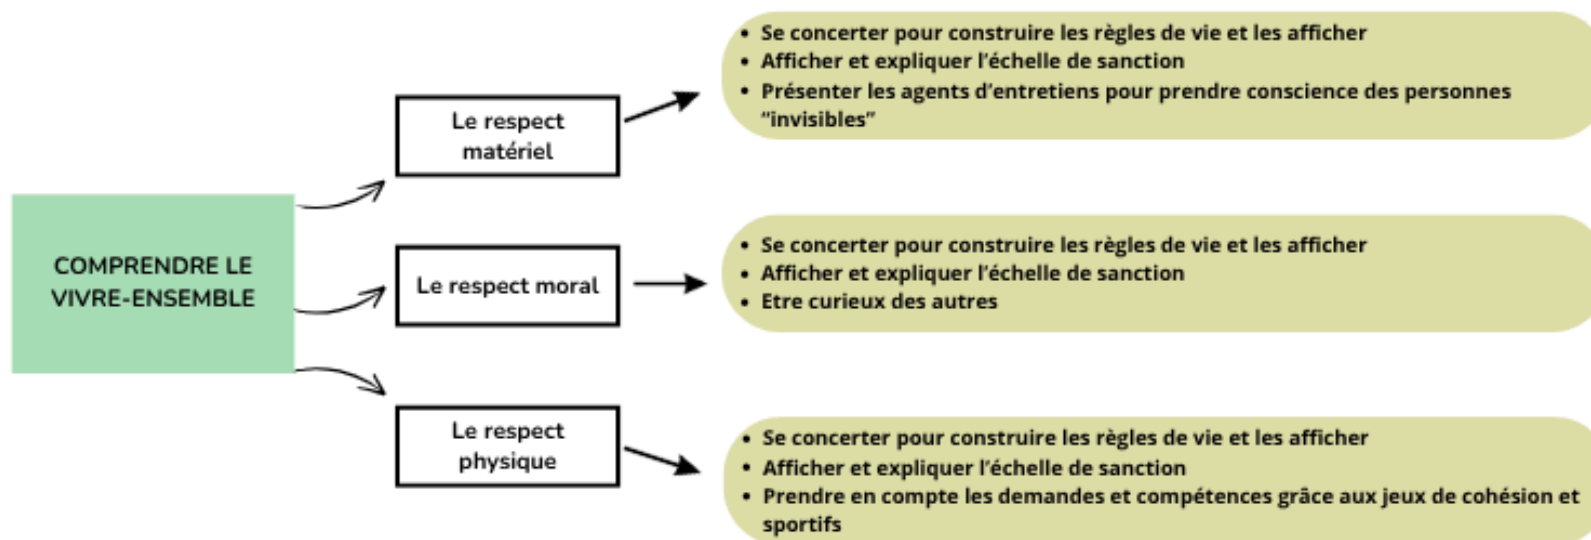 COMPRENDRE LE
VIVRE-ENSEMBLE
Le respect
matériel
• Se concerter pour construire les règles de vie et les afficher
• Afficher et expliquer l'échelle de sanction
• Présenter les agents d'entretiens pour prendre conscience des personnes
"invisibles"
Le respect moral
• Se concerter pour construire les règles de vie et les afficher
• Afficher et expliquer l'échelle de sanction
• Etre curieux des autres
Le respect
physique
• Se concerter pour construire les règles de vie et les afficher
• Afficher et expliquer l'échelle de sanction
• Prendre en compte les demandes et compétences grâce aux jeux de cohésion et
sportifs